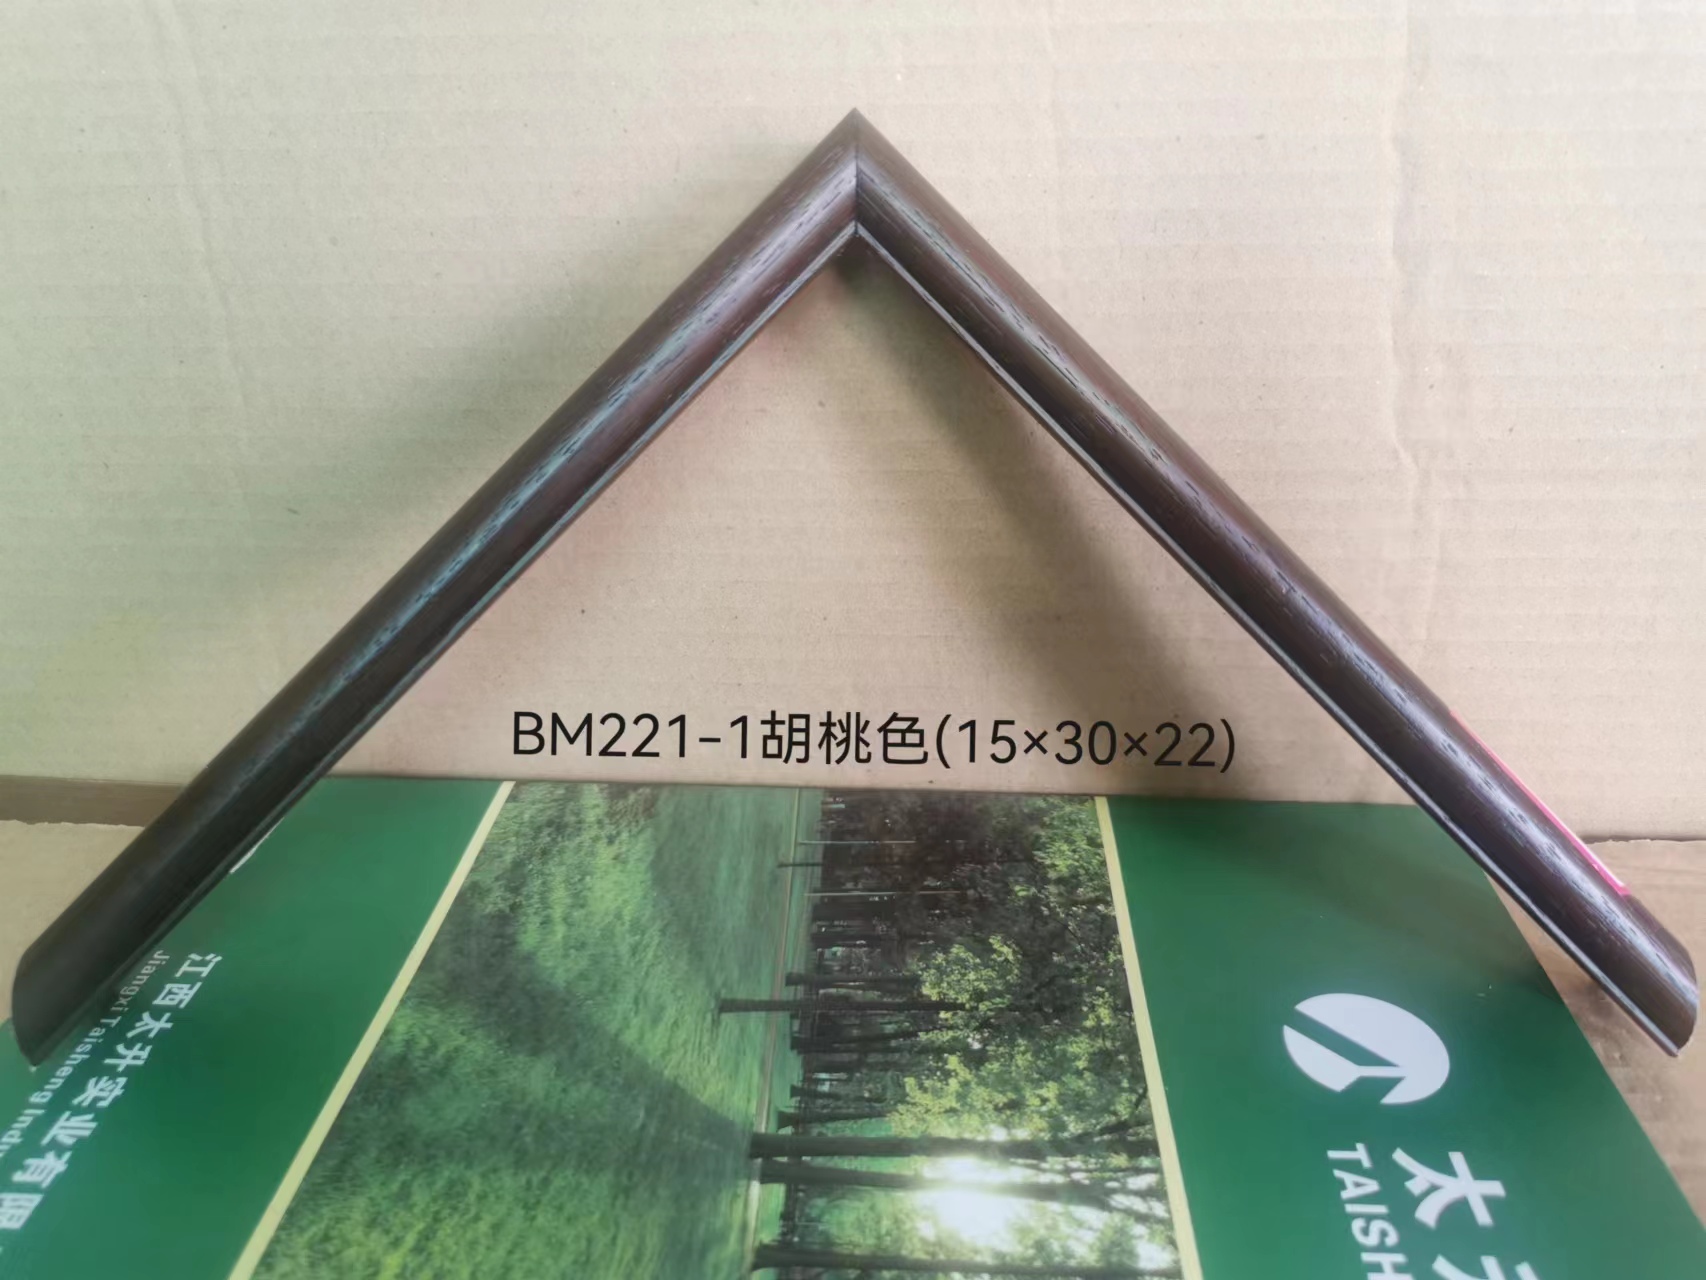 BM221-1胡桃色(15×30×22)
江西太升实业有限
Jiangxi Taisheng Indu
太升
TAISH